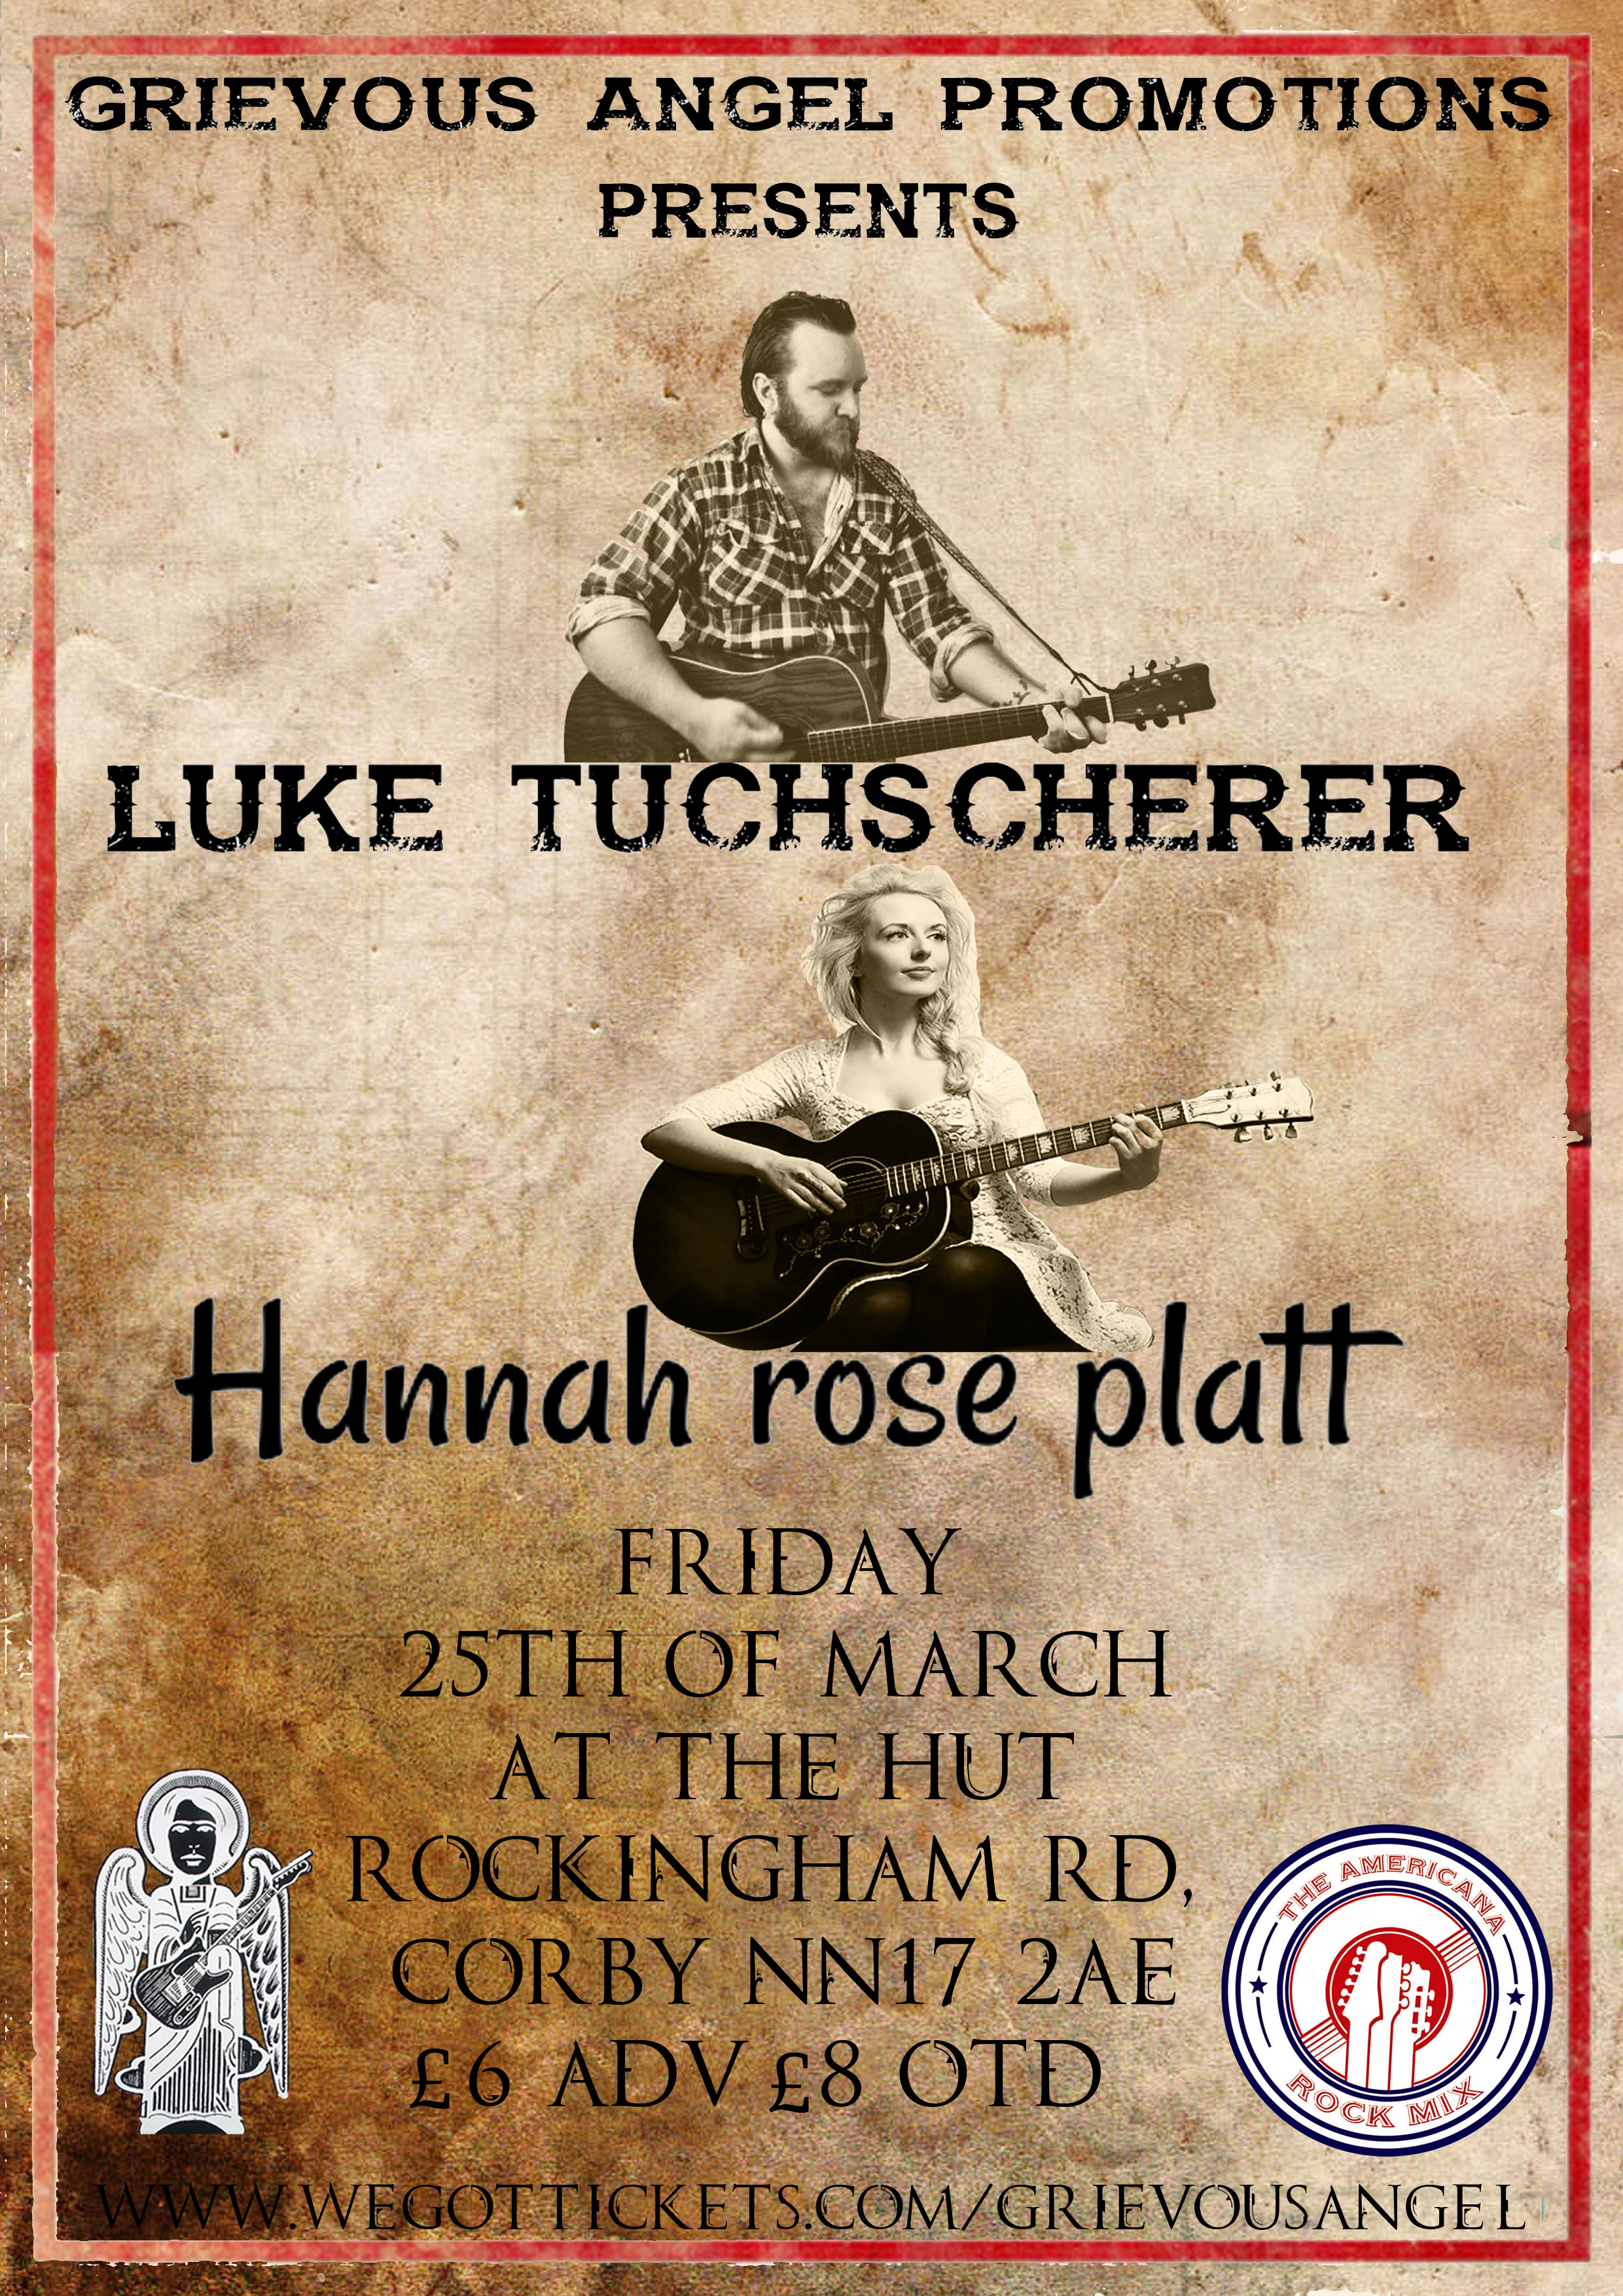 GRIEVOUS ANGEL PROMOTIONS
PRESENTS
LUKE TUCHSCHERER
Hannah rose platt
FRIDAY
25TH OF MARCH
AT THE HUT
ROCKINGHAM RD,
CORBY NN17 2AE
£6 ADV £8 OTD
THE AMERICANA
ROCK MIX
WWW.WEGOTTICKETS.COM/GRIEVOUSANGEL